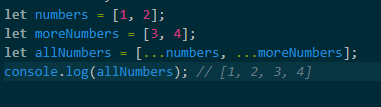 let numbers = [1, 2];
let moreNumbers = [3, 4];
let allNumbers = [...numbers, ...moreNumbers];
console.log(allNumbers); // [1, 2, 3, 4]